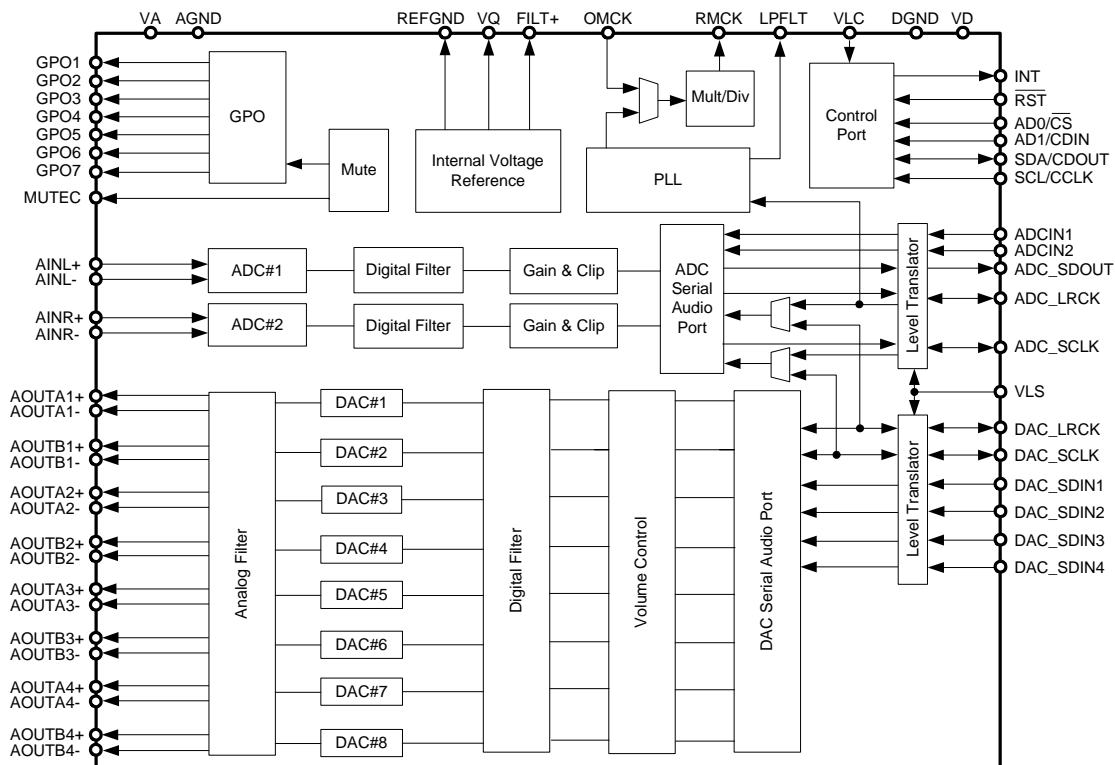 VA AGND REFGND VQ FILT+ OMCK RMCK LPFLT VLC DGND VD
GPO1
GPO2
GPO3
GPO4
GPO5
GPO6
GPO7
MUTEC
GPO
Mute
Internal Voltage
Reference
Mult/Div
PLL
Control
Port
INT
RST
AD0/CS
AD1/CDIN
SDA/CDOUT
SCL/CCLK
AINL+
AINL-
AINR+
AINR-
ADC#1
Digital Filter
Gain & Clip
ADC#2
Digital Filter
Gain & Clip
ADC
Serial
Audio
Port
Level Translator
ADCIN1
ADCIN2
ADC_SDOUT
ADC_LRCK
ADC_SCLK
VLS
AOUTA1+
AOUTA1-
AOUTB1+
AOUTB1-
AOUTA2+
AOUTA2-
AOUTB2+
AOUTB2-
AOUTA3+
AOUTA3-
AOUTB3+
AOUTB3-
AOUTA4+
AOUTA4-
AOUTB4+
AOUTB4-
Analog Filter
DAC#1
DAC#2
DAC#3
DAC#4
DAC#5
DAC#6
DAC#7
DAC#8
Digital Filter
Volume Control
DAC Serial Audio Port
Level Translator
DAC_LRCK
DAC_SCLK
DAC_SDIN1
DAC_SDIN2
DAC_SDIN3
DAC_SDIN4